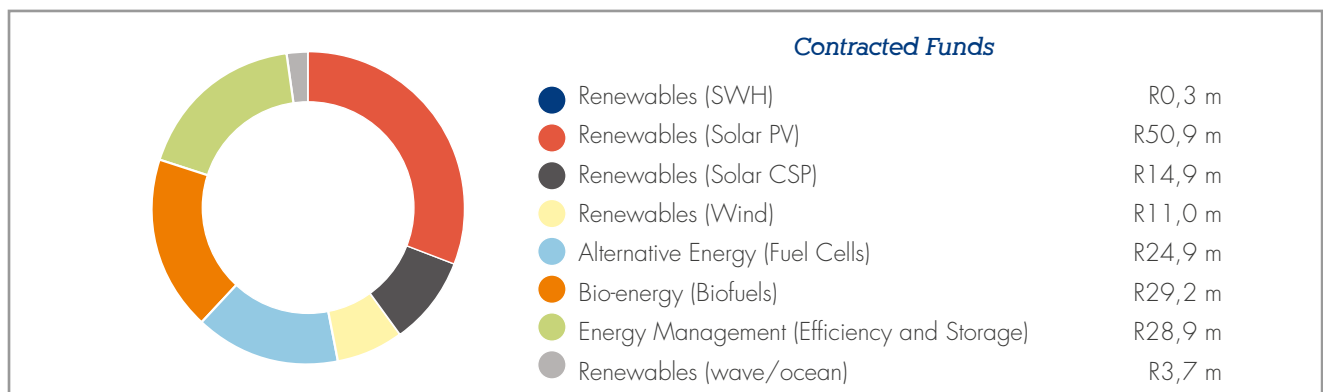 Contracted Funds
Renewables (SWH) R0,3 m
Renewables (Solar PV) R50,9 m
Renewables (Solar CSP) R14,9 m
Renewables (Wind) R11,0 m
Alternative Energy (Fuel Cells) R24,9 m
Bio-energy (Biofuels) R29,2 m
Energy Management (Efficiency and Storage) R28,9 m
Renewables (wave/ocean) R3,7 m